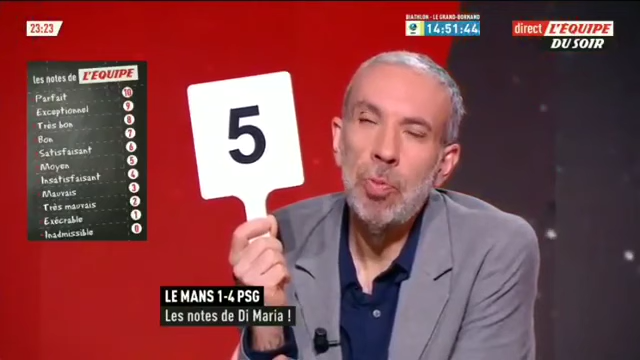 23:23
BIATHLON - LE GRAND-BORNAND
14:51:44
direct L'ÉQUIPE
DU SOIR
les notes de L'ÉQUIPE
Parfait 10
Exceptionnel 9
Très bon 8
Bon 7
Satisfaisant 6
Moyen 5
Insatisfaisant 4
Mauvais 3
Très mauvais 2
Exécrable 1
Inadmissible 0
5
LE MANS 1-4 PSG
Les notes de Di Maria !